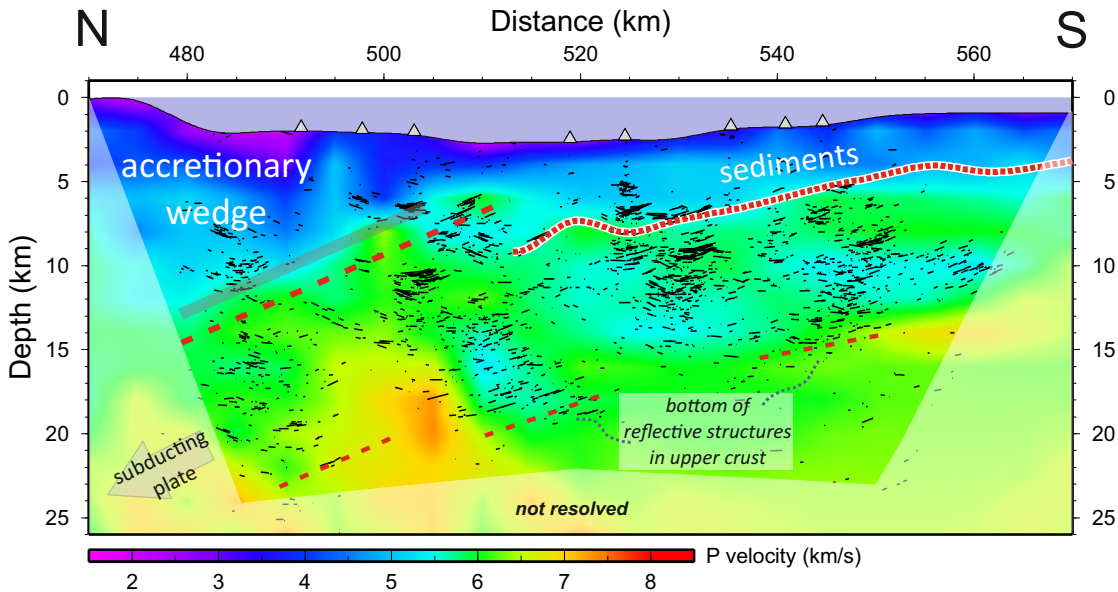 N
Distance (km)
S
480
500
520
540
560
0
5
10
15
20
25
Depth (km)
0
5
10
15
20
25
accretionary
wedge
sediments
bottom of
reflective structures
in upper crust
subducting
plate
not resolved
P velocity (km/s)
2
3
4
5
6
7
8